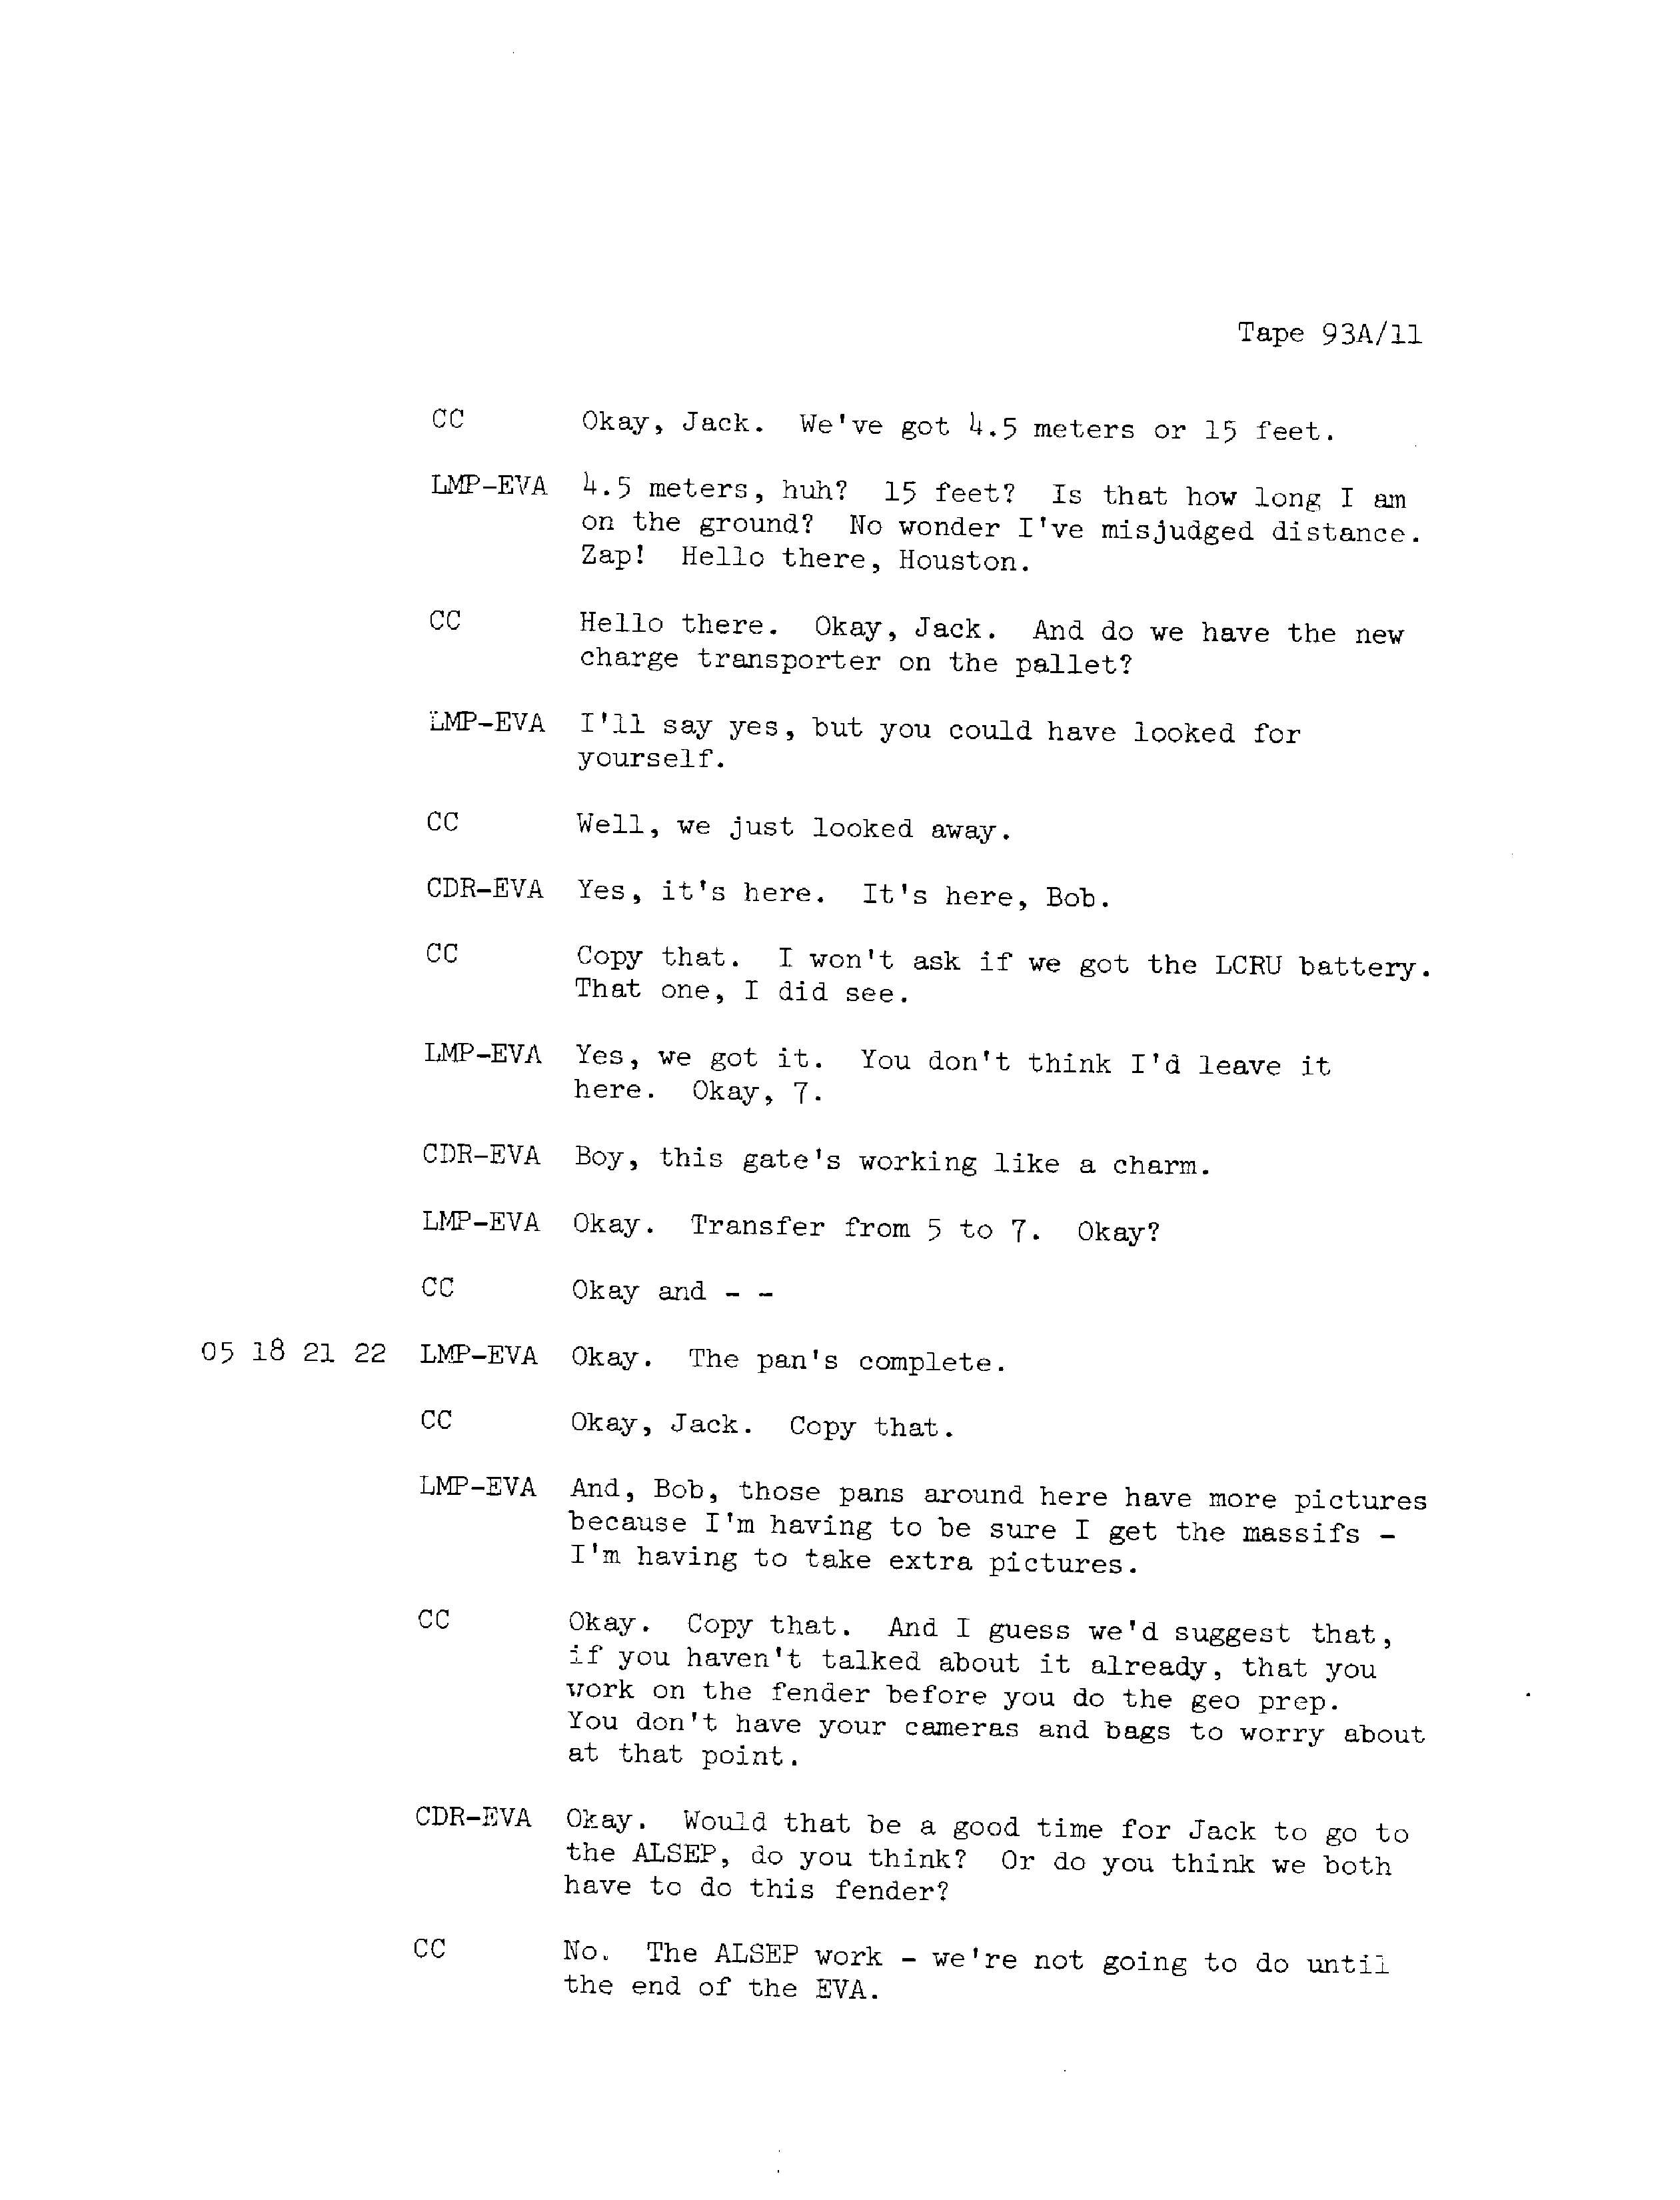 Tape 93A/11
CC Okay, Jack. We've got 4.5 meters or 15 feet.
LMP-EVA 4.5 meters, huh? 15 feet? Is that how long I am
on the ground? No wonder I've misjudged distance.
Zap! Hello there, Houston.
CC Hello there. Okay, Jack. And do we have the new
charge transporter on the pallet?
LMP-EVA I'll say yes, but you could have looked for
yourself.
CC Well, we just looked away.
CDR-EVA Yes, it's here. It's here, Bob.
CC Copy that. I won't ask if we got the LCRU battery.
That one, I did see.
LMP-EVA Yes, we got it. You don't think I'd leave it
here. Okay, 7.
CDR-EVA Boy, this gate's working like a charm.
LMP-EVA Okay. Transfer from 5 to 7. Okay?
CC Okay and - -
05 18 21 22 LMP-EVA Okay. The pan's complete.
CC Okay, Jack. Copy that.
LMP-EVA And, Bob, those pans around here have more pictures
because I'm having to be sure I get the massifs -
I'm having to take extra pictures.
CC Okay. Copy that. And I guess we'd suggest that,
if you haven't talked about it already, that you
work on the fender before you do the geo prep.
You don't have your cameras and bags to worry about
at that point.
CDR-EVA Okay. Would that be a good time for Jack to go to
the ALSEP, do you think? Or do you think we both
have to do this fender?
CC No. The ALSEP work - we're not going to do until
the end of the EVA.